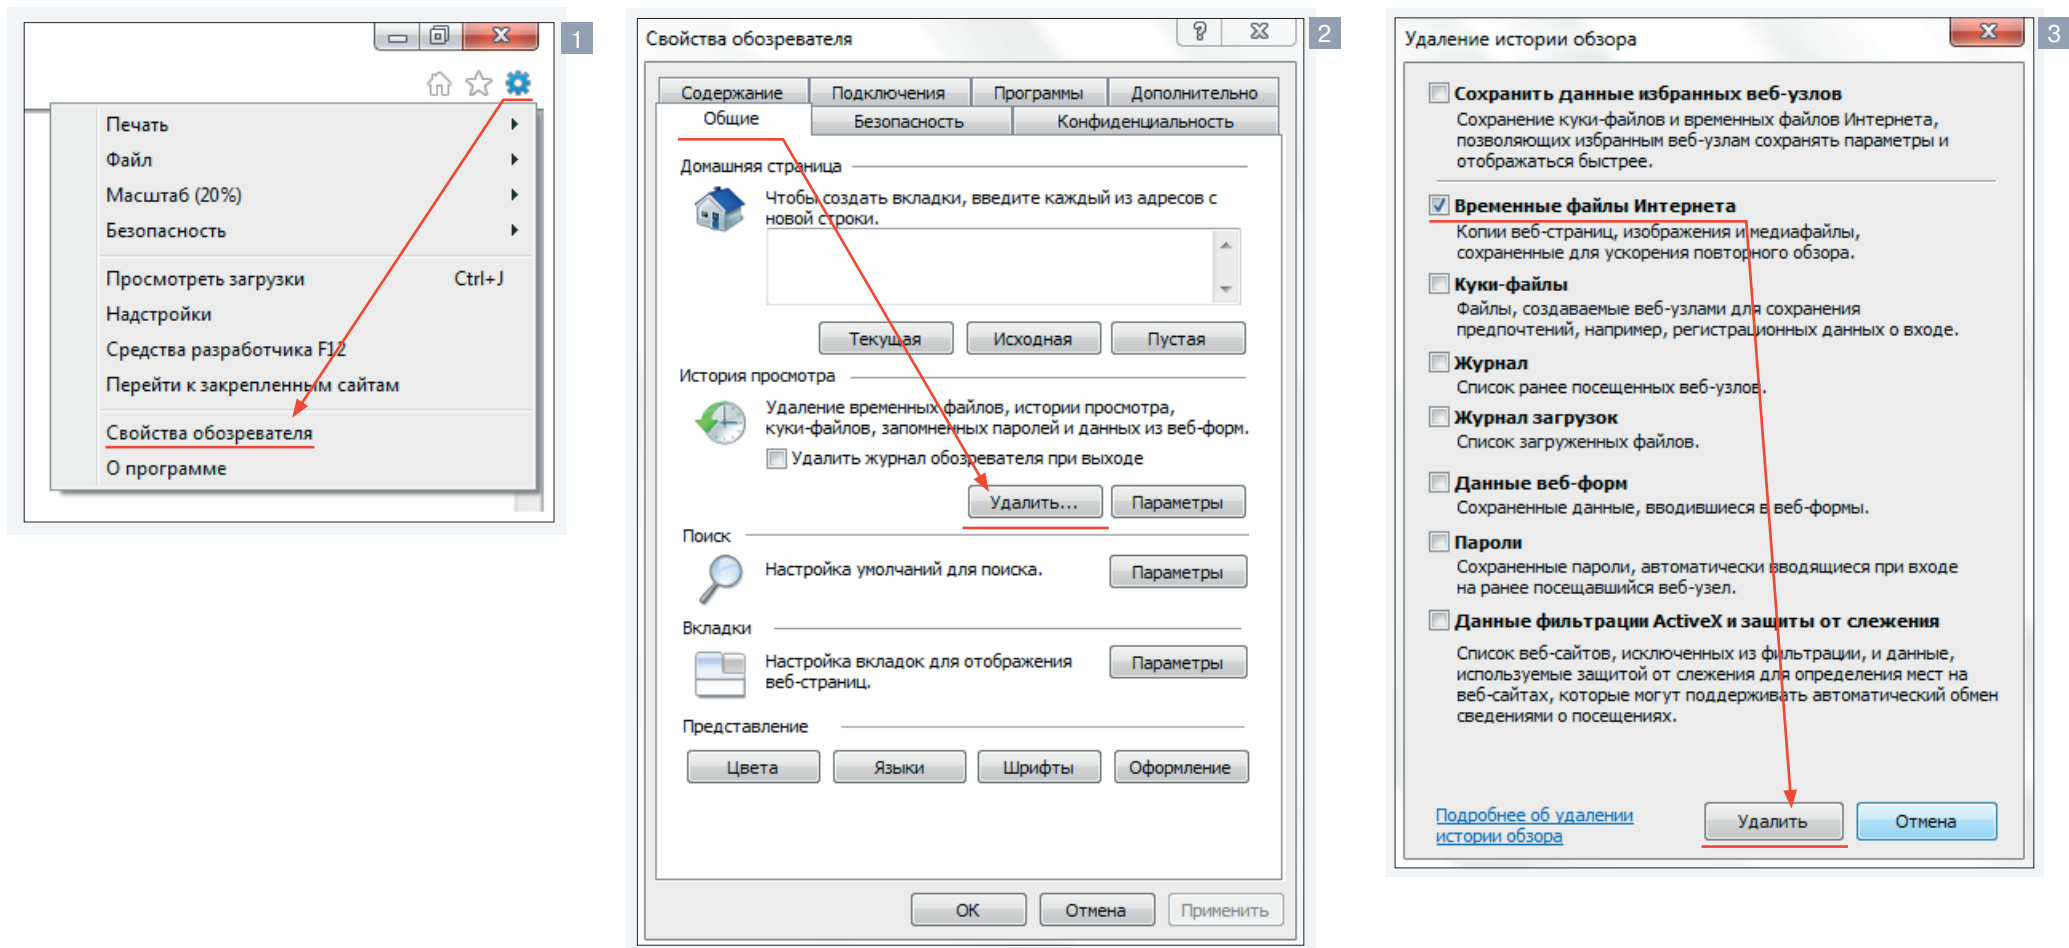 1
Печать
Файл
Масштаб (20%)
Безопасность
Просмотреть загрузки Ctrl+J
Надстройки
Средства разработчика F12
Перейти к закрепленным сайтам
Свойства обозревателя
О программе
2
Свойства обозревателя
?
Содержание Подключения Программы Дополнительно
Общие Безопасность Конфиденциальность
Домашняя страница
Чтобы создать вкладки, введите каждый из адресов с
новой строки.
Текущая Исходная Пустая
История просмотра
Удаление временных файлов, истории просмотра,
куки-файлов, запомненных паролей и данных из веб-форм.
Удалить журнал обозревателя при выходе
Удалить... Параметры
Поиск
Настройка умолчаний для поиска. Параметры
Вкладки
Настройка вкладок для отображения
веб-страниц.
Параметры
Представление
Цвета Языки Шрифты Оформление
ОК Отмена Применить
3
Удаление истории обзора
Сохранить данные избранных веб-узлов
Сохранение куки-файлов и временных файлов Интернета,
позволяющих избранным веб-узлам сохранять параметры и
отображаться быстрее.
Временные файлы Интернета
Копии веб-страниц, изображения и медиафайлы,
сохраненные для ускорения повторного обзора.
Куки-файлы
Файлы, создаваемые веб-узлами для сохранения
предпочтений, например, регистрационных данных о входе.
Журнал
Список ранее посещенных веб-узлов.
Журнал загрузок
Список загруженных файлов.
Данные веб-форм
Сохраненные данные, вводившиеся в веб-формы.
Пароли
Сохраненные пароли, автоматически вводящиеся при входе
на ранее посещавшийся веб-узел.
Данные фильтрации ActiveX и защиты от слежения
Список веб-сайтов, исключенных из фильтрации, и данные,
используемые защитой от слежения для определения мест на
веб-сайтах, которые могут поддерживать автоматический обмен
сведениями о посещениях.
Подробнее об удалении
истории обзора
Удалить Отмена